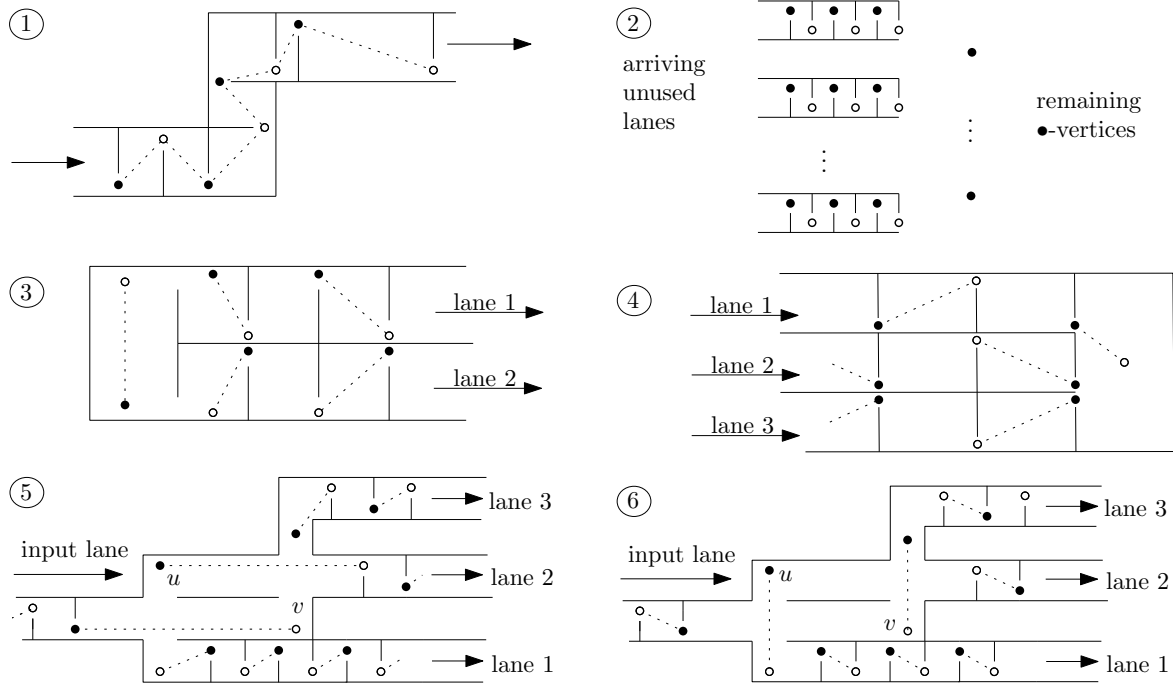 1
2
arriving
unused
lanes
remaining
●-vertices
3
lane 1
lane 2
4
lane 1
lane 2
lane 3
5
input lane
u
v
lane 3
lane 2
lane 1
6
input lane
u
v
lane 3
lane 2
lane 1